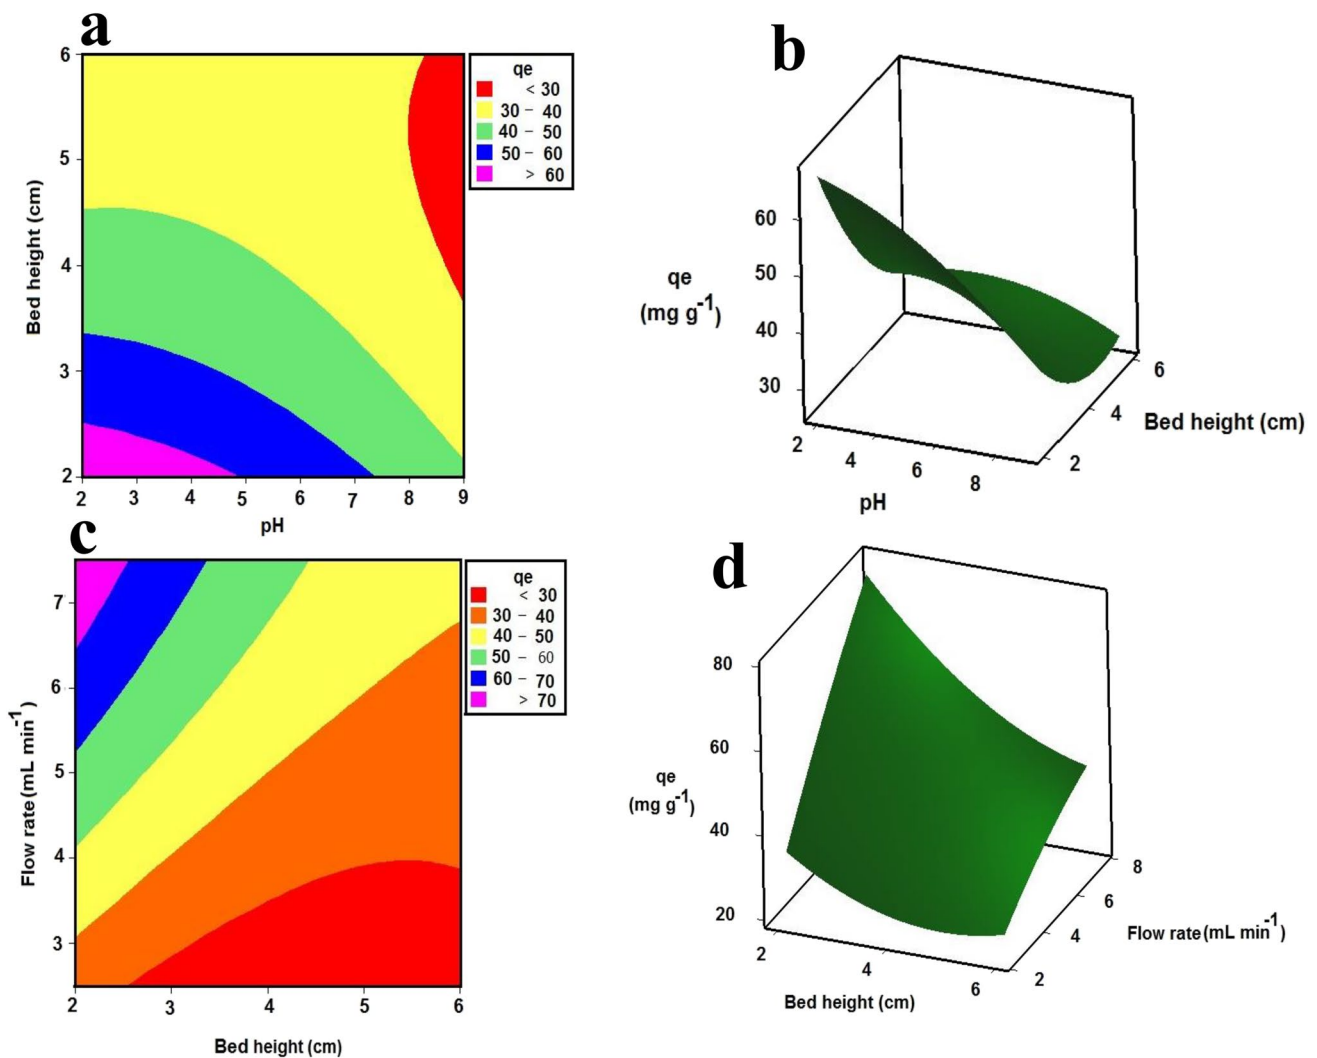 a
6
5
4
3
2
Bed height (cm)
2 3 4 5 6 7 8 9
pH
qe
< 30
30 – 40
40 – 50
50 – 60
> 60
b
60
50
40
30
qe
(mg g-1)
2 4 6 8
pH
2 4 6
Bed height (cm)
c
7
6
5
4
3
Flow rate (mL min-1)
2 3 4 5 6
Bed height (cm)
qe
< 30
30 – 40
40 – 50
50 – 60
60 – 70
> 70
d
80
60
40
20
qe
(mg g-1)
2 4 6
Bed height (cm)
2 4 6 8
Flow rate (mL min-1)